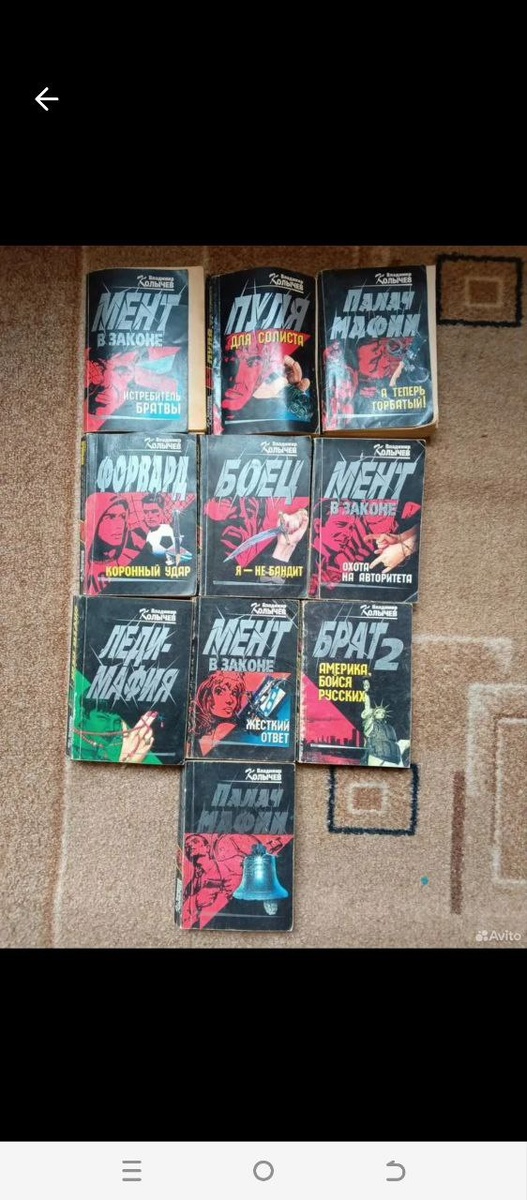 Владимир
КОЛЫЧЕВ
МЕНТ
В ЗАКОНЕ
ИСТРЕБИТЕЛЬ
БРАТВЫ
Владимир
КОЛЫЧЕВ
ПУЛЯ
ДЛЯ СОЛИСТА
Владимир
КОЛЫЧЕВ
ПАЛАЧ
МАФИИ
А ТЕПЕРЬ
ГОРБАТЫЙ!
Владимир
КОЛЫЧЕВ
ФОРВАРД
КОРОННЫЙ УДАР
Владимир
КОЛЫЧЕВ
БОЕЦ
Я — НЕ БАНДИТ
Владимир
КОЛЫЧЕВ
МЕНТ
В ЗАКОНЕ
ОХОТА
НА АВТОРИТЕТА
Владимир
КОЛЫЧЕВ
ЛЕДИ-
МАФИЯ
Владимир
КОЛЫЧЕВ
МЕНТ
В ЗАКОНЕ
ЖЕСТКИЙ
ОТВЕТ
Владимир
КОЛЫЧЕВ
БРАТ 2
АМЕРИКА,
БОЙСЯ
РУССКИХ
Владимир
КОЛЫЧЕВ
ПАЛАЧ
МАФИИ
Avito